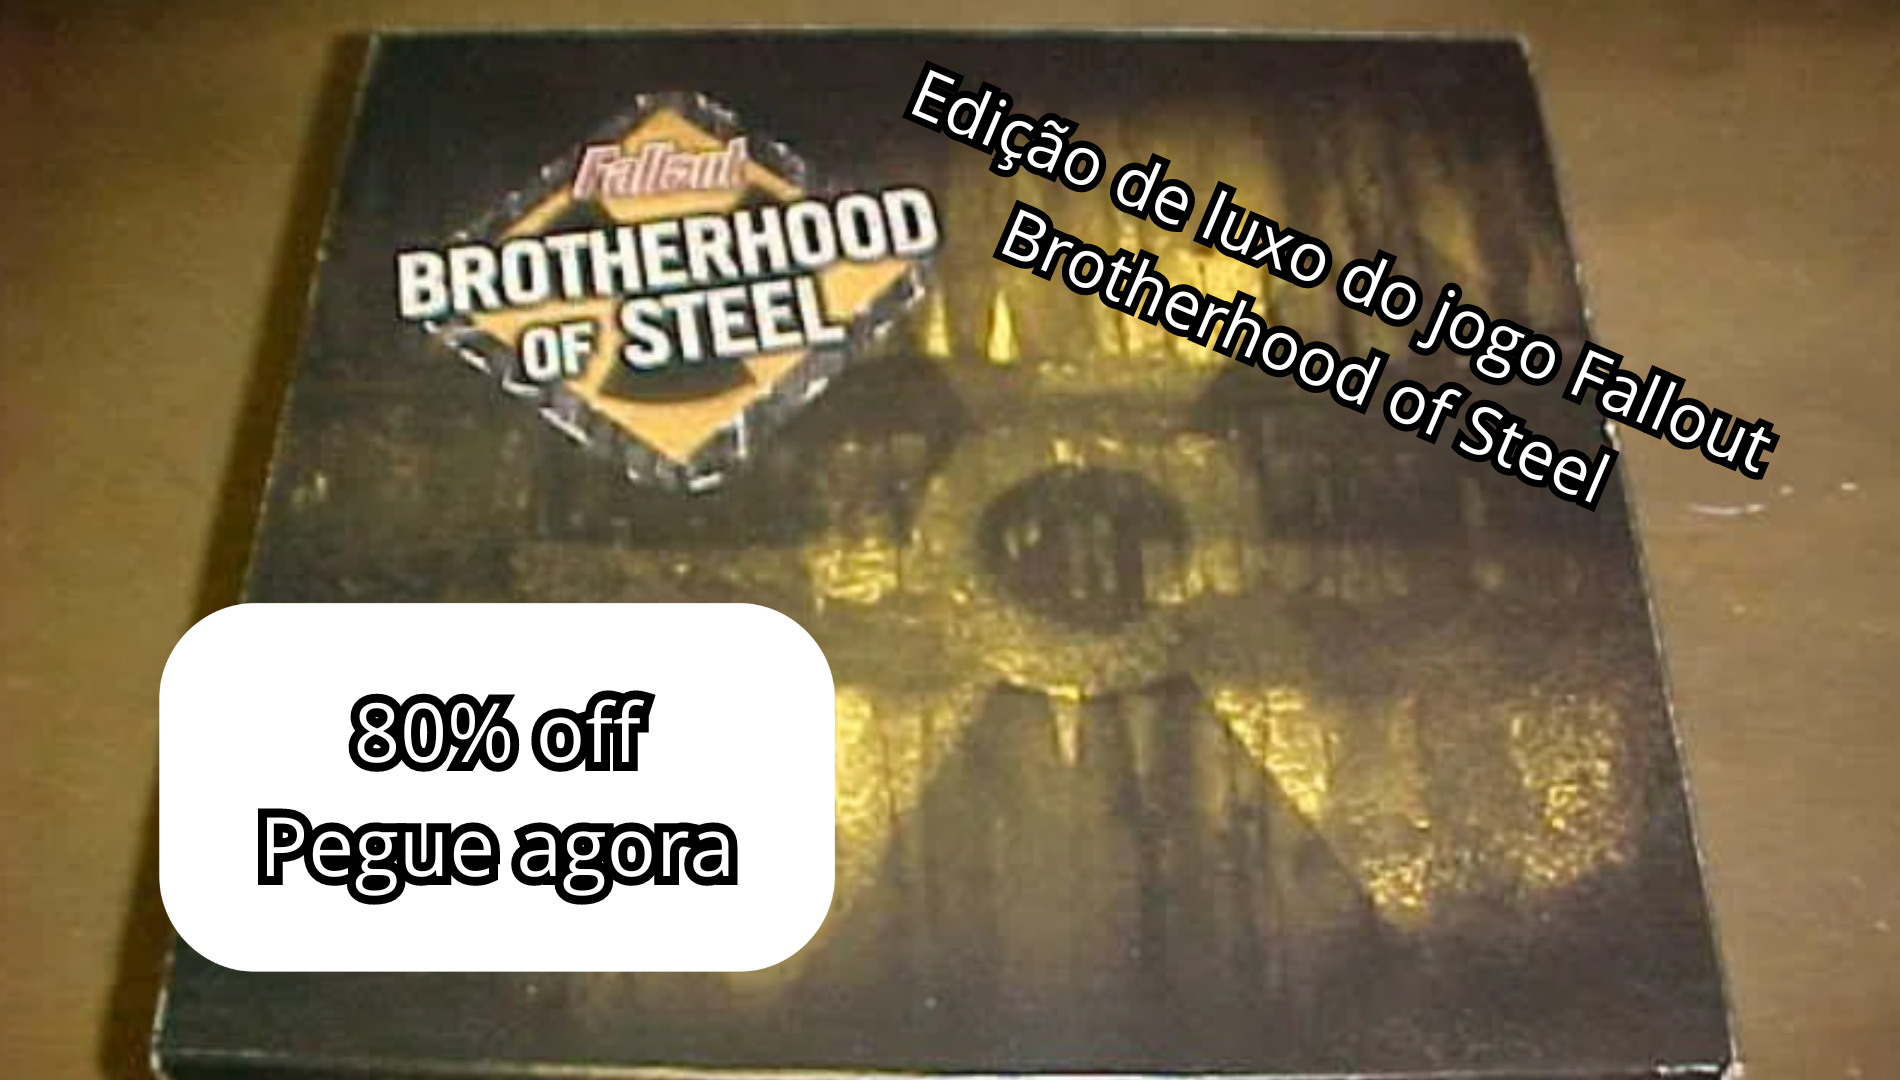 Fallout
BROTHERHOOD
OF STEEL
Edição de luxo do jogo Fallout
Brotherhood of Steel
80% off
Pegue agora